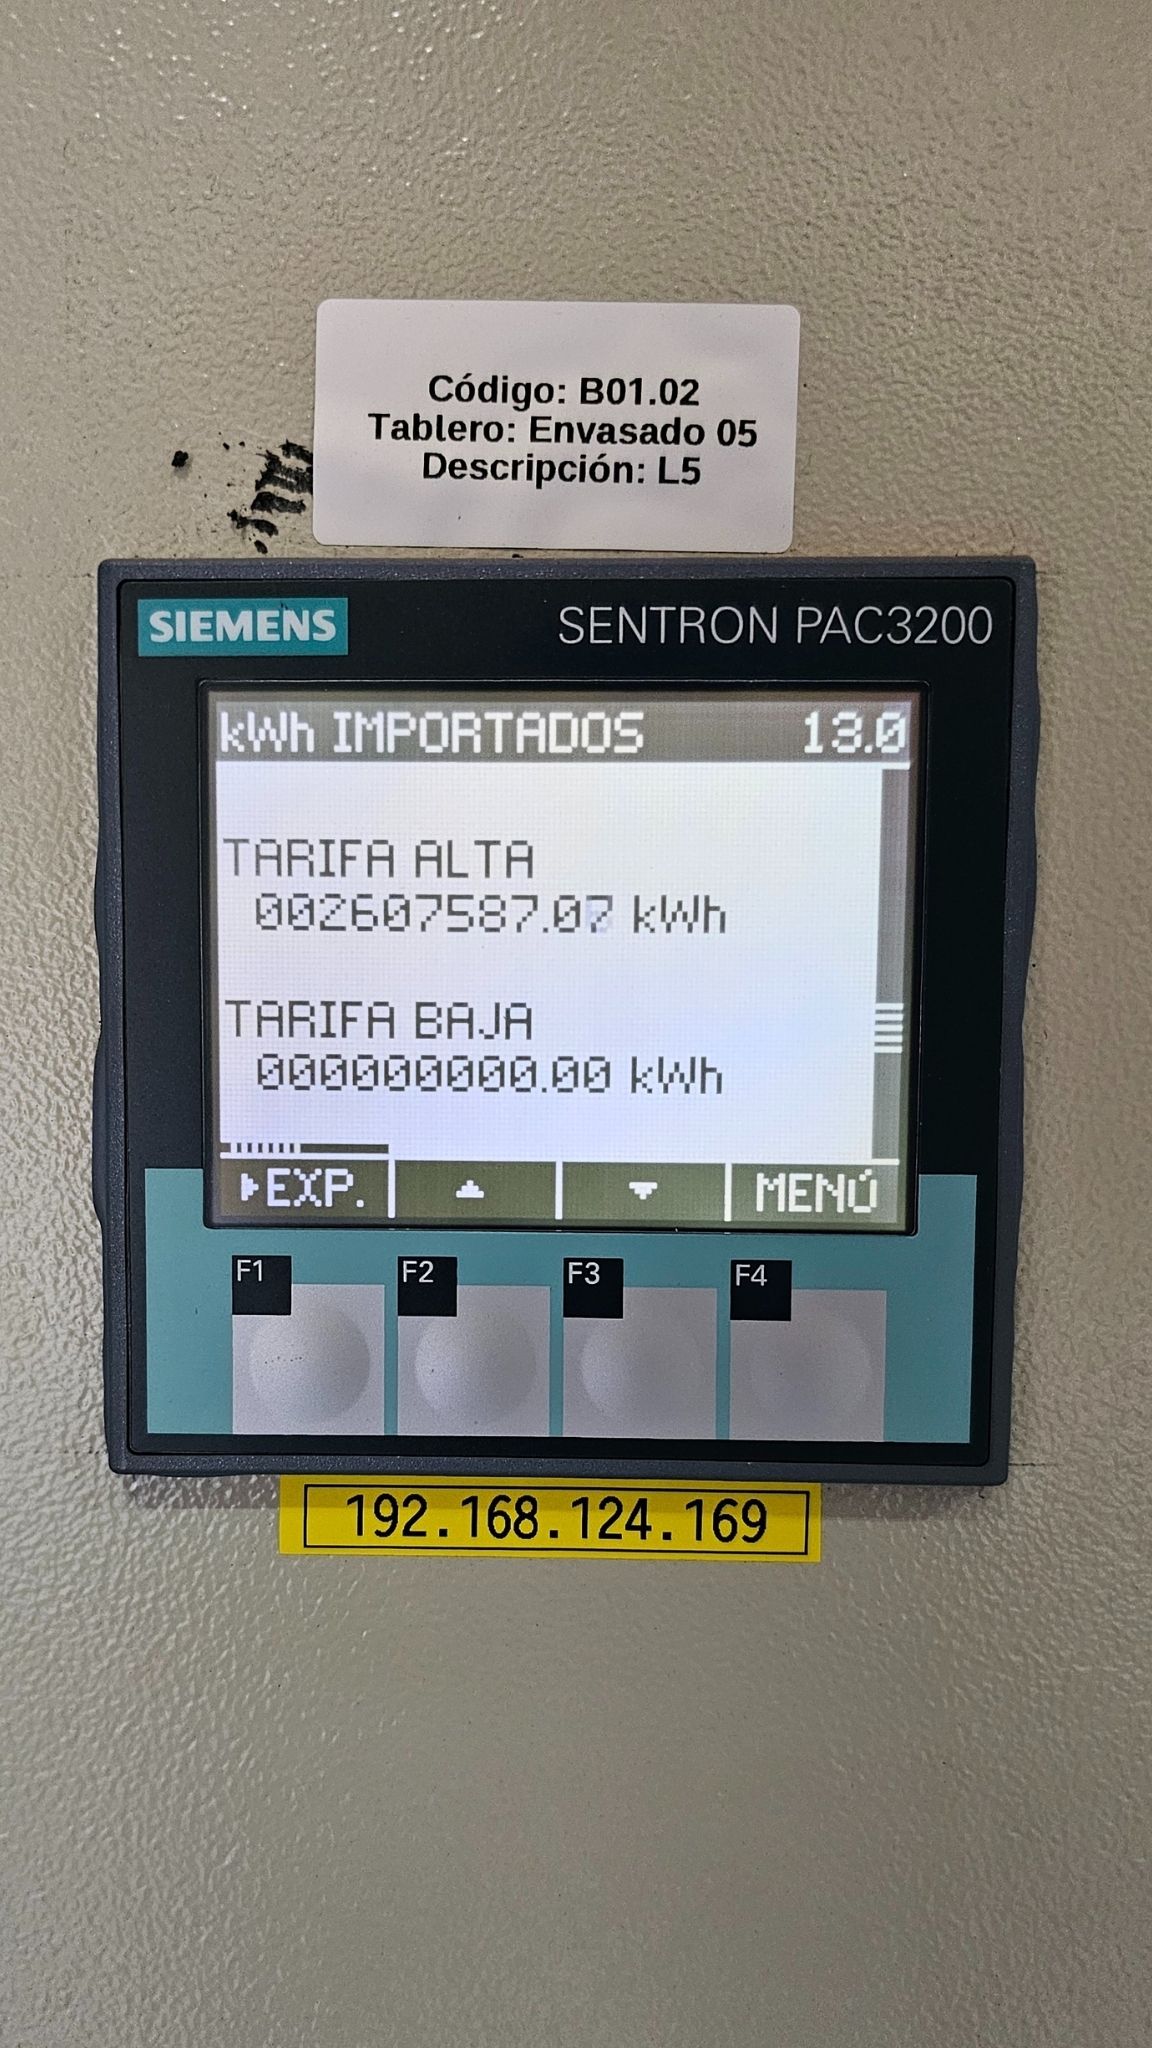 Código: B01.02
Tablero: Envasado 05
Descripción: L5
SIEMENS
SENTRON PAC3200
kWh IMPORTADOS 13.0
TARIFA ALTA
002607587.07 kWh
TARIFA BAJA
000000000.00 kWh
EXP.
MENÚ
F1
F2
F3
F4
192.168.124.169